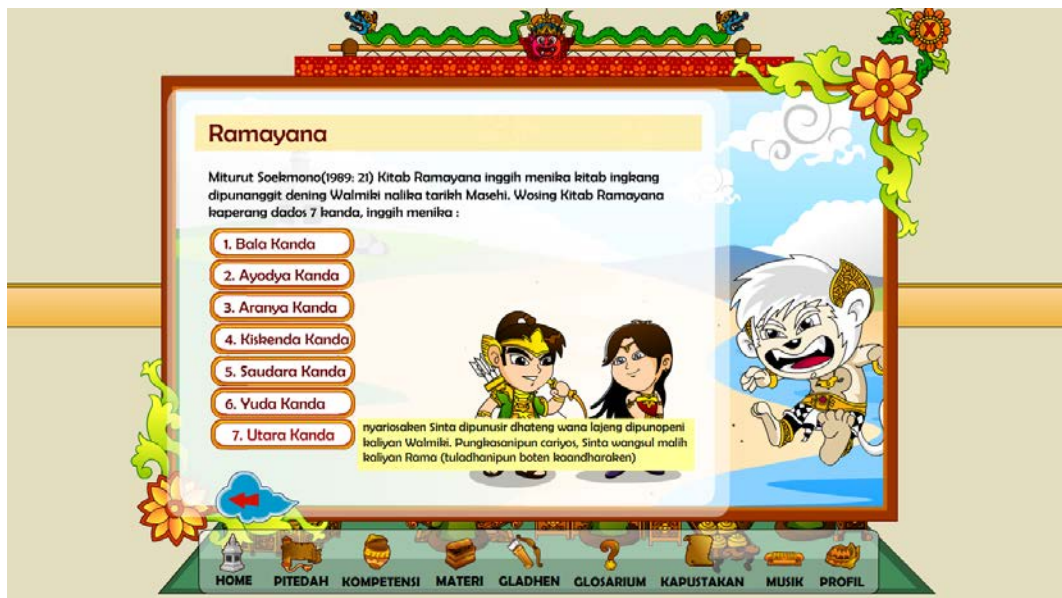 X
Ramayana
Miturut Soekmono(1989: 21) Kitab Ramayana inggih menika kitab ingkang
dipunanggit dening Walmiki nalika tarikh Masehi. Wosing Kitab Ramayana
kaperang dados 7 kanda, inggih menika :
1. Bala Kanda
2. Ayodya Kanda
3. Aranya Kanda
4. Kiskenda Kanda
5. Saudara Kanda
6. Yuda Kanda
7. Utara Kanda
nyariosaken Sinta dipunusir dhateng wana lajeng dipunopeni
kaliyan Walmiki. Pungkasanipun cariyos, Sinta wangsul malih
kaliyan Rama (tuladhanipun boten kaandharaken)
HOME PITEDAH KOMPETENSI MATERI GLADHEN GLOSARIUM KAPUSTAKAN MUSIK PROFIL